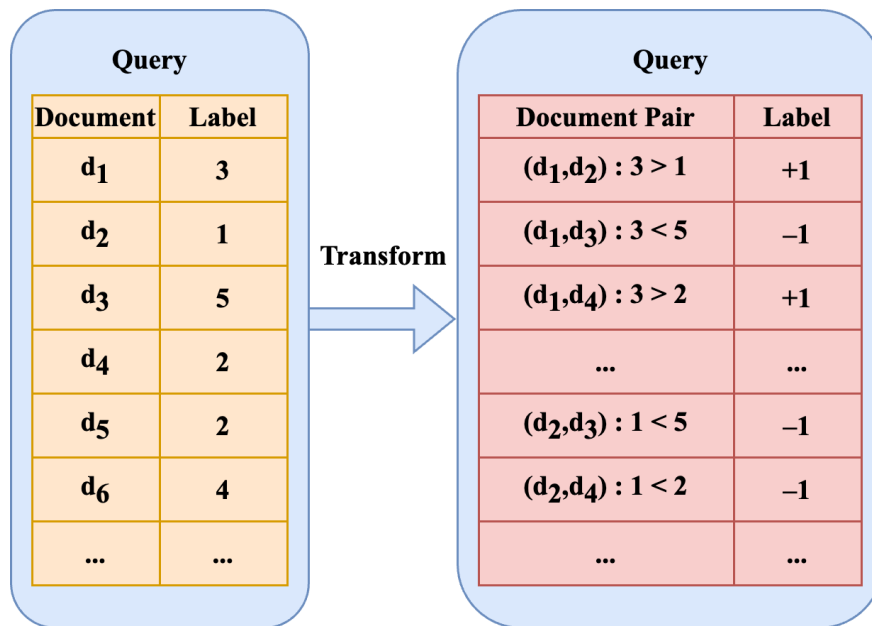 Query
Document Label
d1 3
d2 1
d3 5
d4 2
d5 2
d6 4
... ...
Transform
Query
Document Pair Label
(d1,d2) : 3 > 1 +1
(d1,d3) : 3 < 5 –1
(d1,d4) : 3 > 2 +1
... ...
(d2,d3) : 1 < 5 –1
(d2,d4) : 1 < 2 –1
... ...